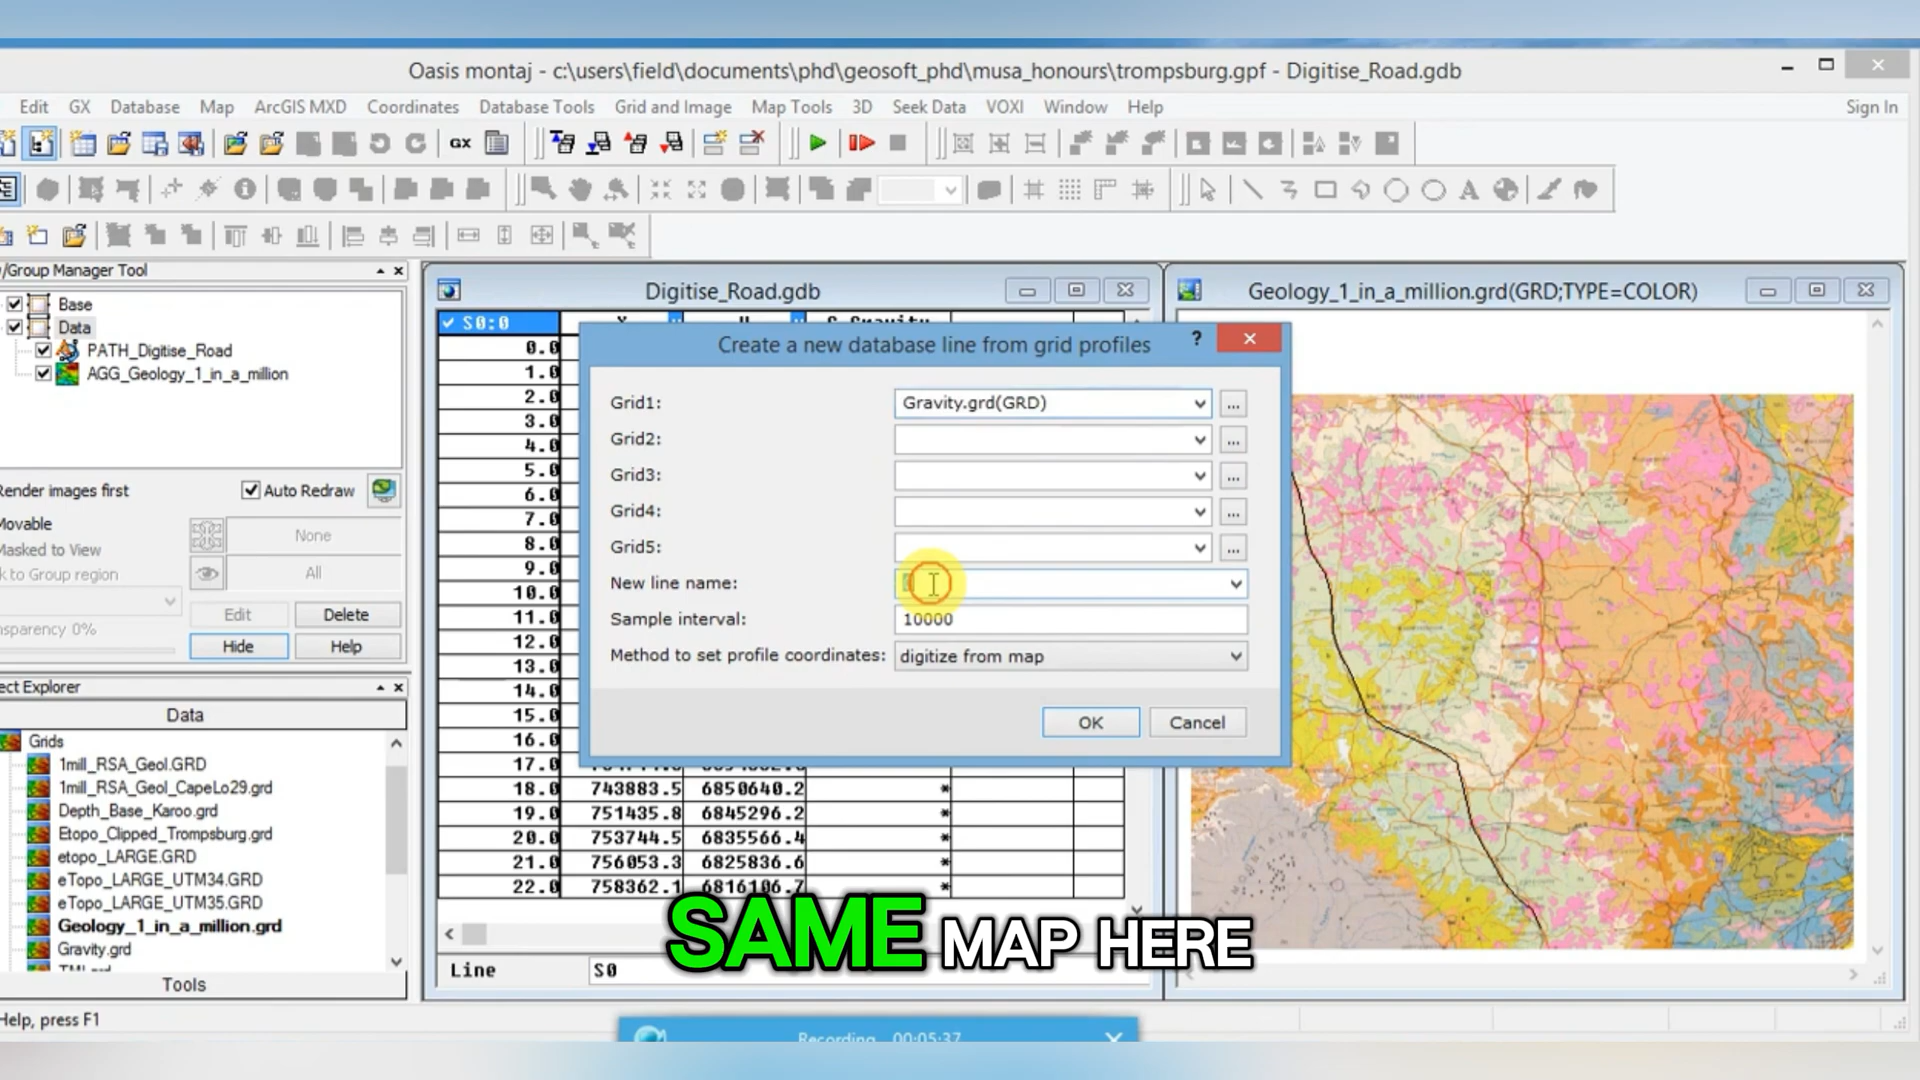 Oasis montaj - c:\users\field\documents\phd\geosoft_phd\musa_honours\trompsburg.gpf - Digitise_Road.gdb
Edit GX Database Map ArcGIS MXD Coordinates Database Tools Grid and Image Map Tools 3D Seek Data VOXI Window Help Sign In
GX
/Group Manager Tool
Base
Data
PATH_Digitise_Road
AGG_Geology_1_in_a_million
Render images first Auto Redraw
Movable
None
Masked to View
k to Group region
All
nsparency 0%
Edit Delete
Hide Help
ect Explorer
Data
Grids
1mill_RSA_Geol.GRD
1mill_RSA_Geol_CapeLo29.grd
Depth_Base_Karoo.grd
Etopo_Clipped_Trompsburg.grd
etopo_LARGE.GRD
eTopo_LARGE_UTM34.GRD
eTopo_LARGE_UTM35.GRD
Geology_1_in_a_million.grd
Gravity.grd
Tools
Help, press F1
Digitise_Road.gdb
S0:0
0.0
1.0
2.0
3.0
4.0
5.0
6.0
7.0
8.0
9.0
10.0
11.0
12.0
13.0
14.0
15.0
16.0
17.0
18.0 743883.5 6850640.2 *
19.0 751435.8 6845296.2 *
20.0 753744.5 6835566.4 *
21.0 756053.3 6825836.6 *
22.0 758362.1 6816106.7 *
Line S0
Create a new database line from grid profiles ?
Grid1: Gravity.grd(GRD) ...
Grid2: ...
Grid3: ...
Grid4: ...
Grid5: ...
New line name:
Sample interval: 10000
Method to set profile coordinates: digitize from map
OK Cancel
Geology_1_in_a_million.grd(GRD;TYPE=COLOR)
SAME MAP HERE
Recording 00:05:37